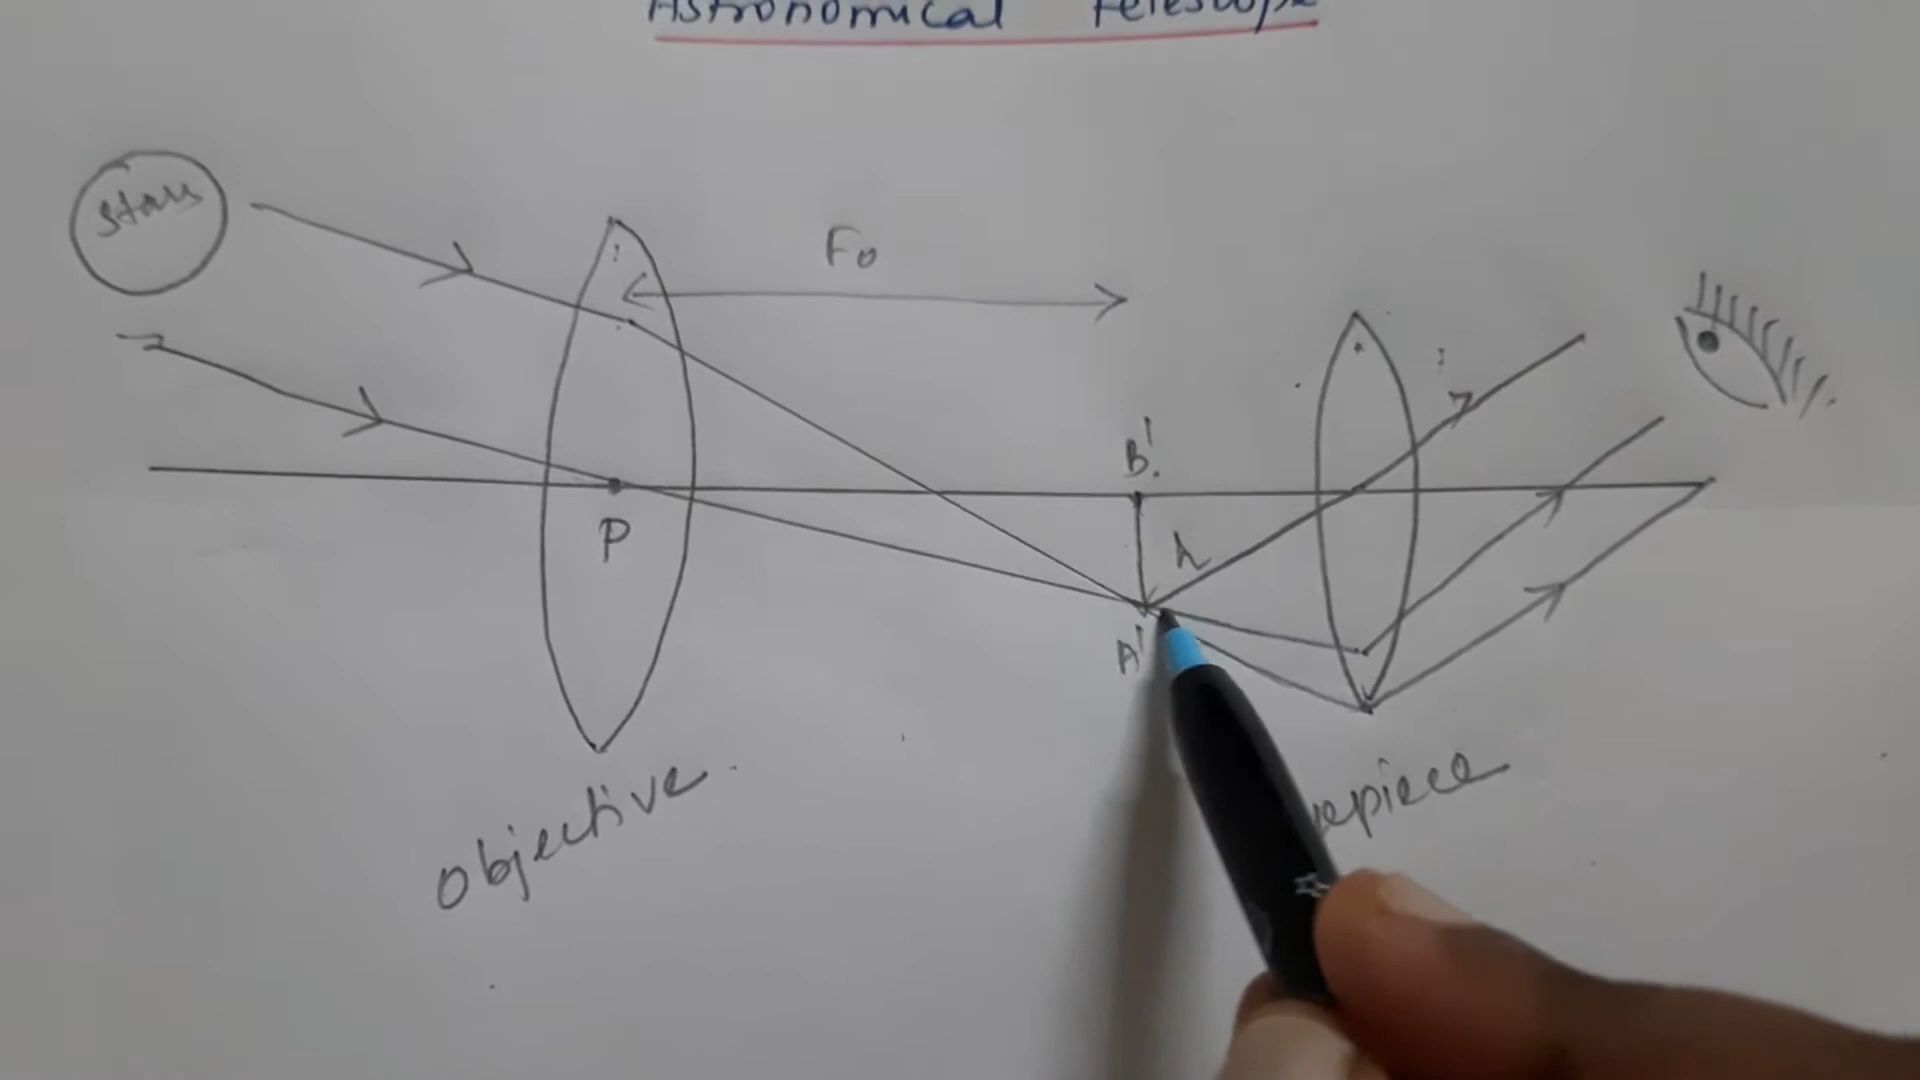 Astronomical Telescope
Stars
Fo
B'
P
h
A'
Objective
epiece